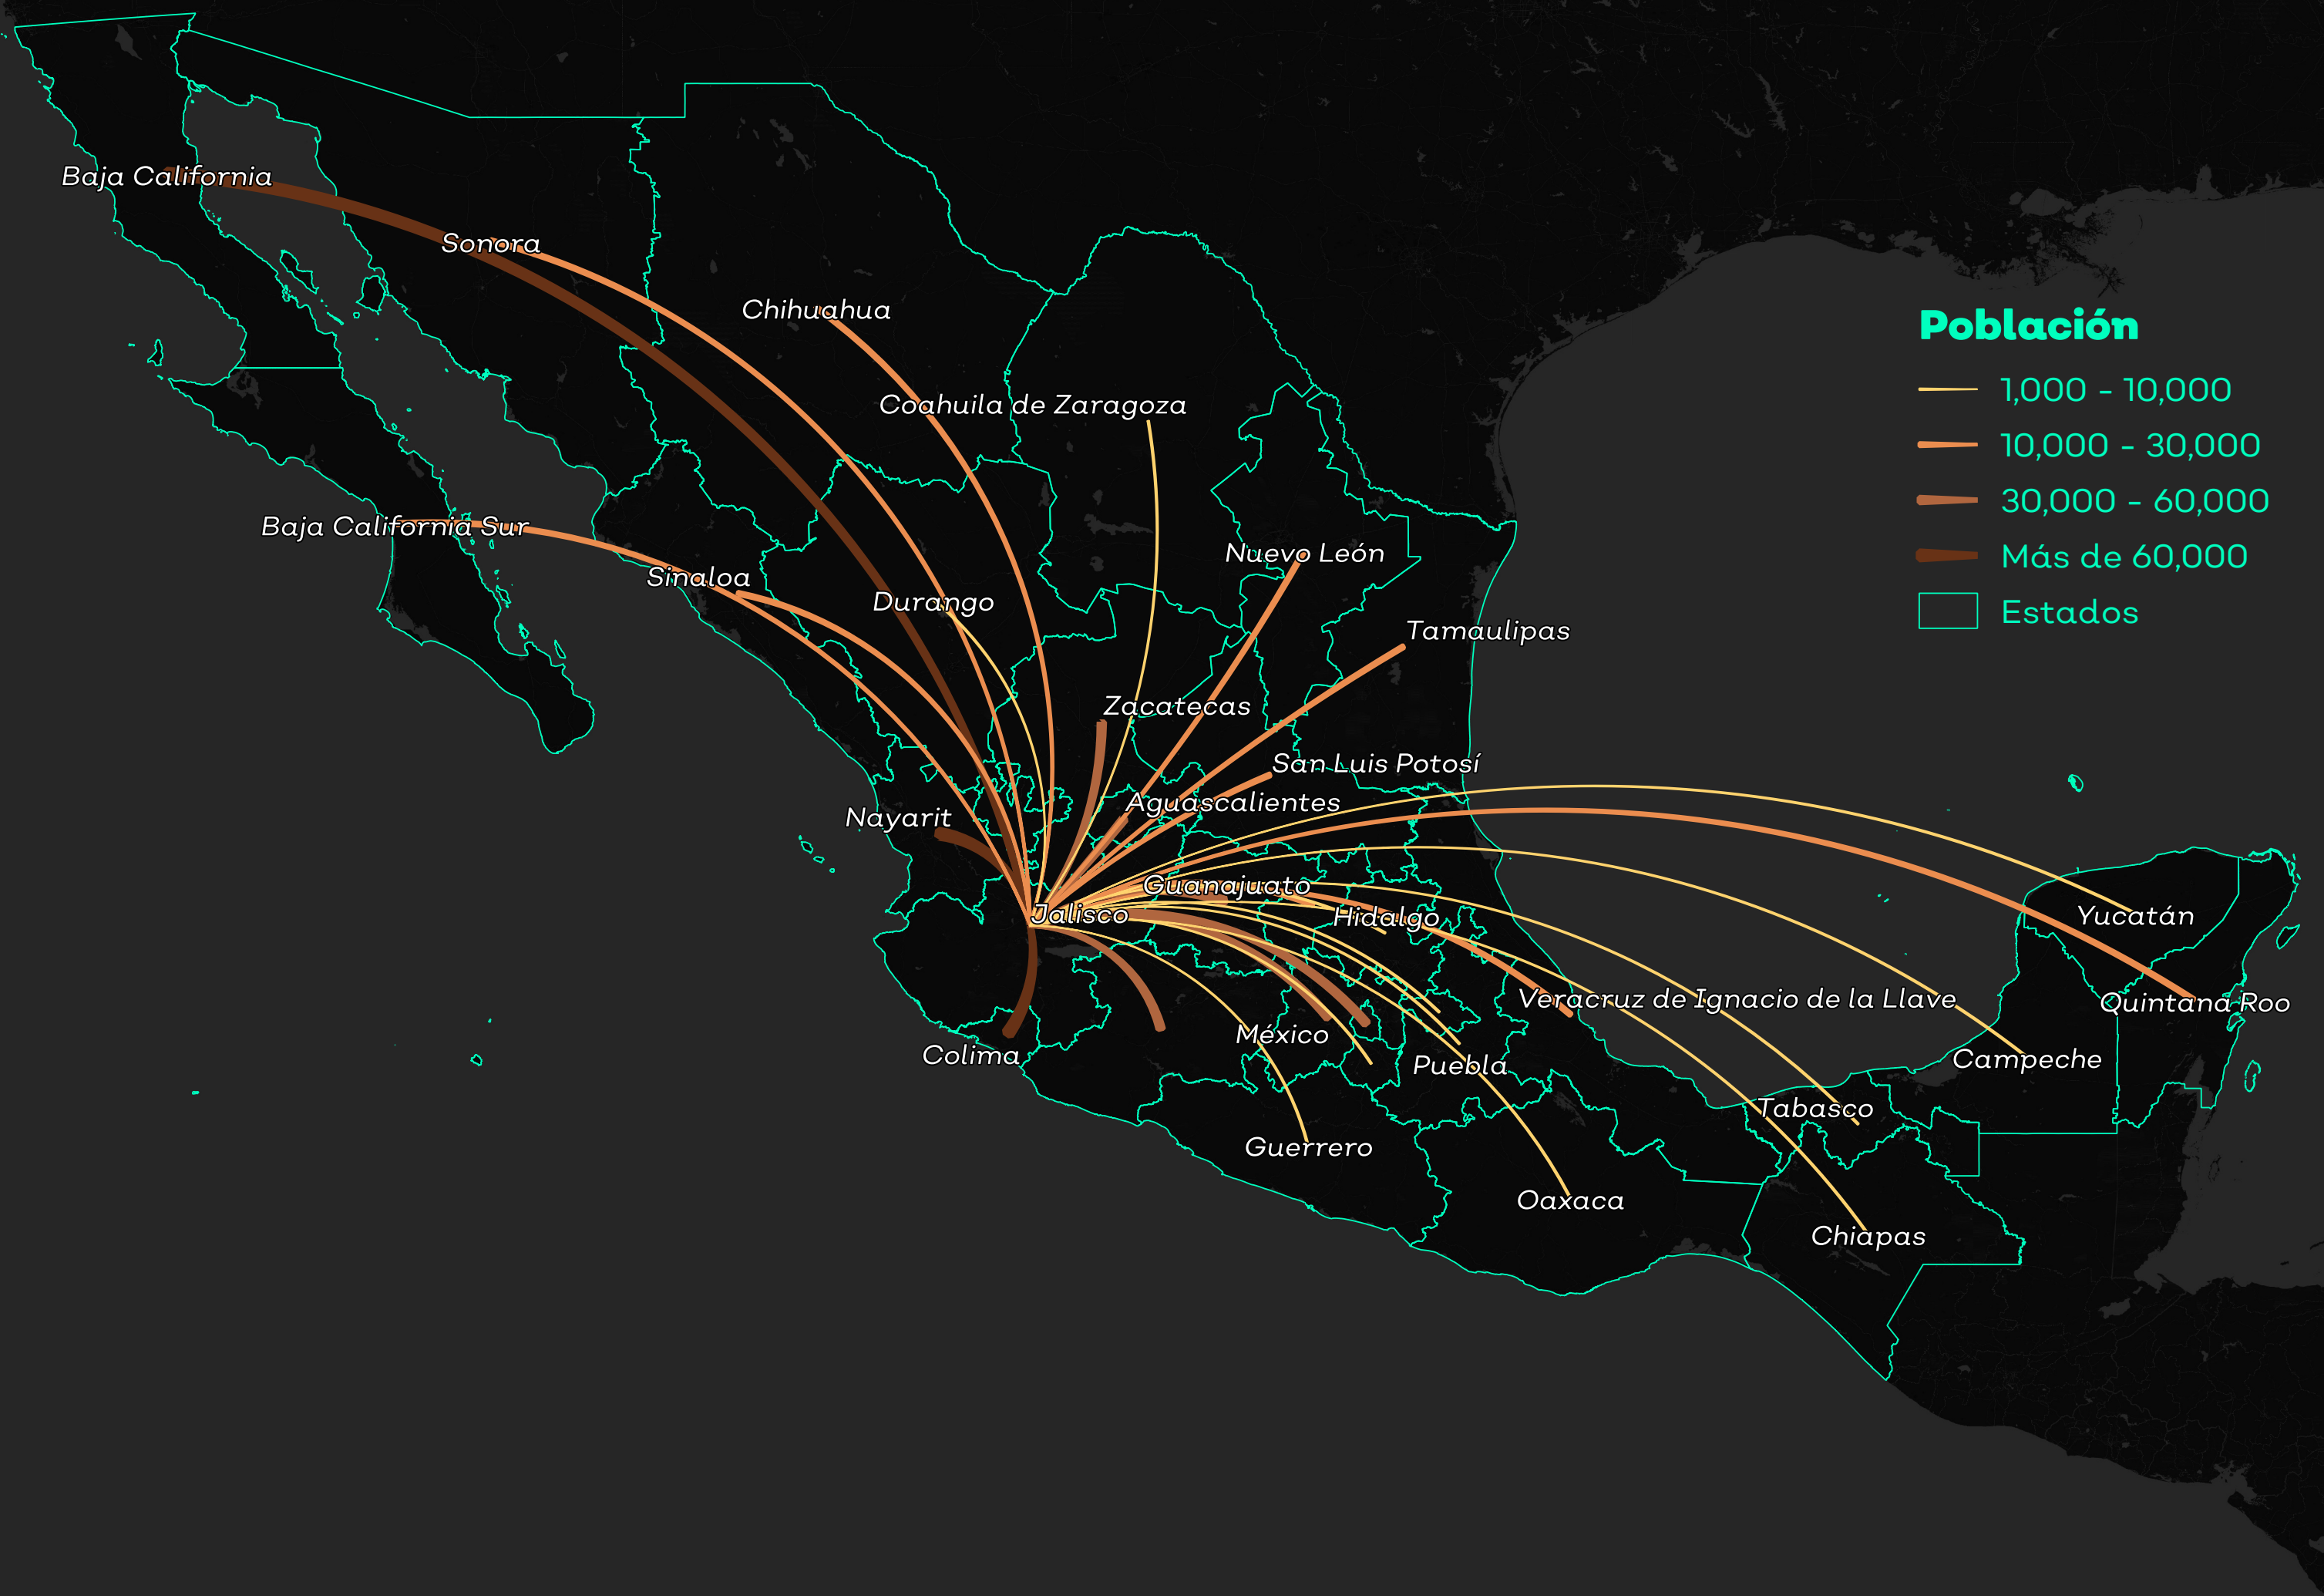 Baja California
Sonora
Chihuahua
Población
1,000 - 10,000
Coahuila de Zaragoza
10,000 - 30,000
30,000 - 60,000
Baja California Sur
Nuevo León
Más de 60,000
Sinaloa
Durango
Estados
Tamaulipas
Zacatecas
San Luis Potosí
Aguascalientes
Nayarit
Guanajuato
Jalisco
Hidalgo
Yucatán
Veracruz de Ignacio de la Llave
Quintana Roo
México
Colima
Puebla
Campeche
Tabasco
Guerrero
Oaxaca
Chiapas